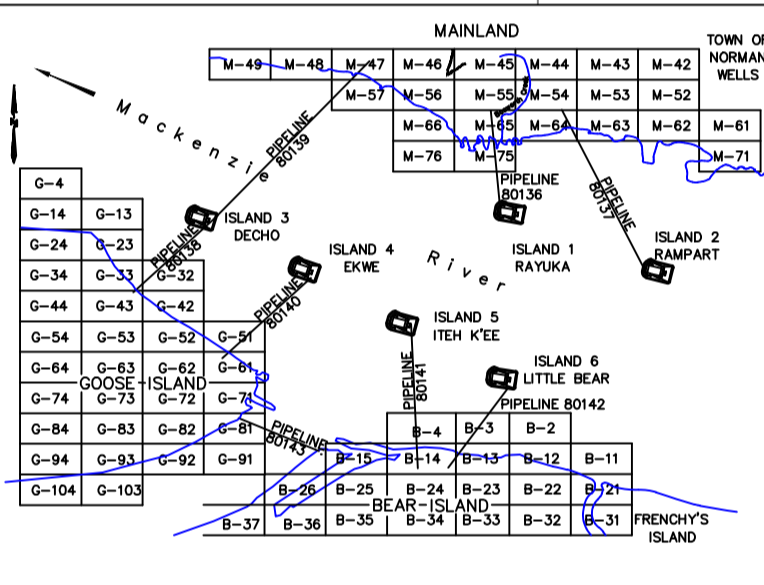 MAINLAND
TOWN OF
NORMAN
WELLS
M-49 M-48 M-47 M-46 M-45 M-44 M-43 M-42
M-57 M-56 M-55 M-54 M-53 M-52
M-66 M-65 M-64 M-63 M-62 M-61
M-76 M-75 M-71
Mackenzie
River
N
PIPELINE
80139
PIPELINE
80136
PIPELINE
80137
ISLAND 3
DECHO
ISLAND 1
RAYUKA
ISLAND 2
RAMPART
PIPELINE
80138
ISLAND 4
EKWE
PIPELINE
80140
ISLAND 5
ITEH K'EE
PIPELINE
80141
ISLAND 6
LITTLE BEAR
PIPELINE 80142
PIPELINE
80143
G-4
G-14 G-13
G-24 G-23
G-34 G-33 G-32
G-44 G-43 G-42
G-54 G-53 G-52 G-51
G-64 G-63 G-62 G-61
GOOSE-ISLAND
G-74 G-73 G-72 G-71
G-84 G-83 G-82 G-81
G-94 G-93 G-92 G-91
G-104 G-103
B-4 B-3 B-2
B-15 B-14 B-13 B-12 B-11
B-26 B-25 B-24 B-23 B-22 B-21
BEAR-ISLAND
B-37 B-36 B-35 B-34 B-33 B-32 B-31
FRENCHY'S
ISLAND